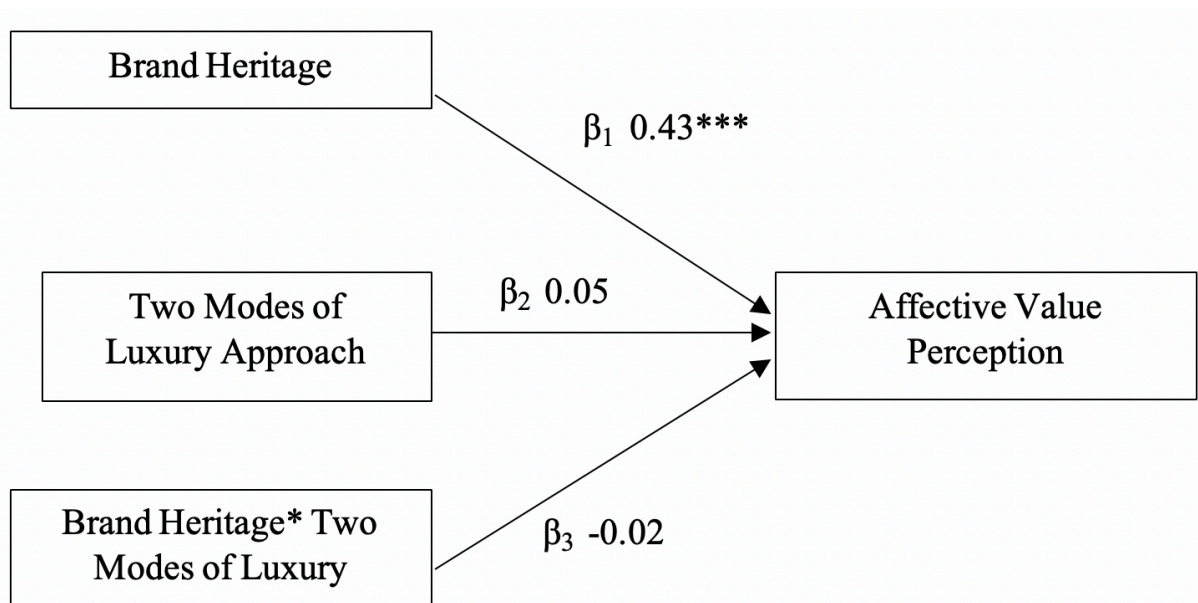 Brand Heritage
β₁ 0.43***
Two Modes of
Luxury Approach
β₂ 0.05
Affective Value
Perception
Brand Heritage* Two
Modes of Luxury
β₃ -0.02